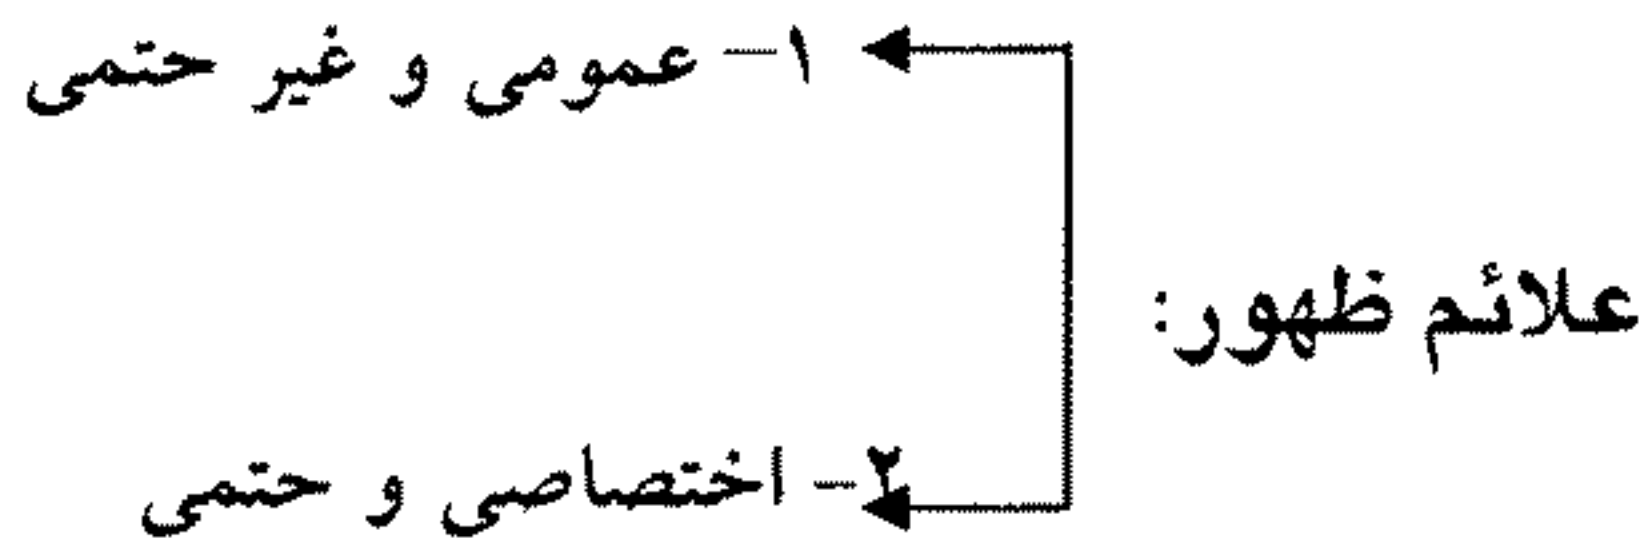 علائم ظهور:
۱- عمومی و غیر حتمی
۲- اختصاصی و حتمی